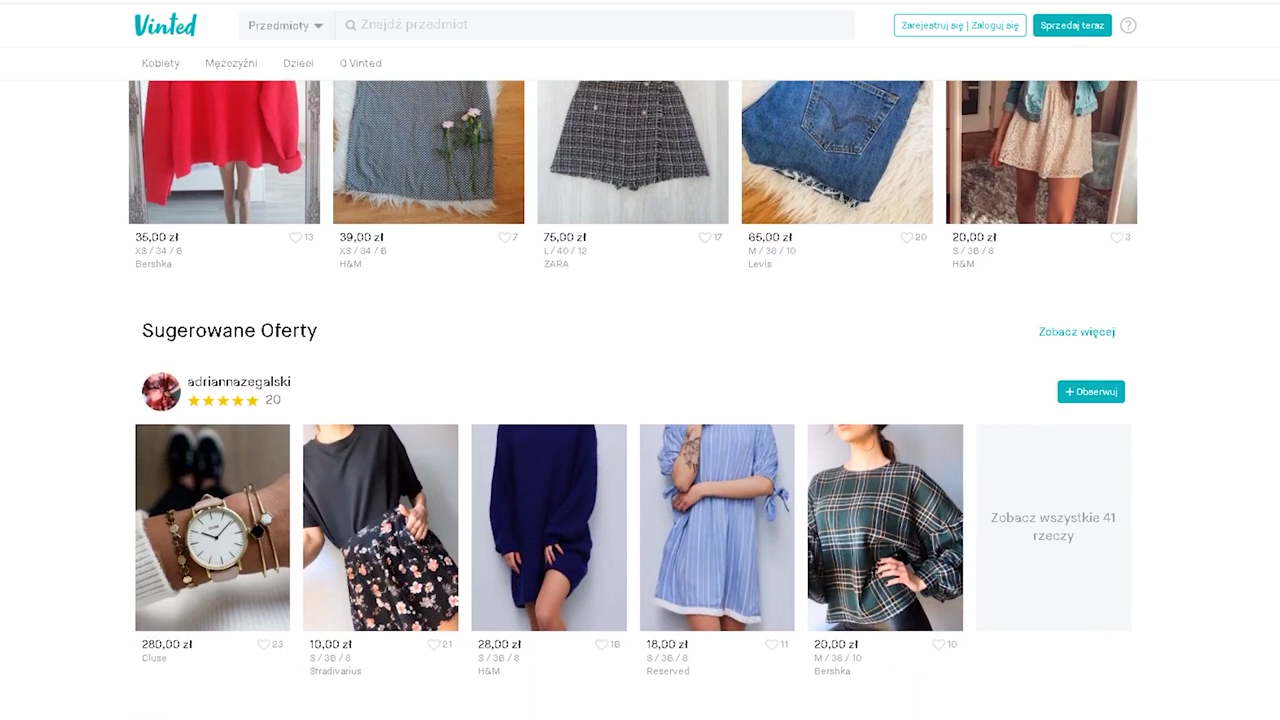 Vinted
Przedmioty
Znajdź przedmiot
Zarejestruj się | Zaloguj się
Sprzedaj teraz
?
Kobiety
Mężczyźni
Dzieci
O Vinted
35,00 zł
13
XS / 34 / 6
Bershka
39,00 zł
7
XS / 34 / 6
H&M
75,00 zł
17
L / 40 / 12
ZARA
65,00 zł
20
M / 38 / 10
Levis
20,00 zł
3
S / 36 / 8
H&M
Sugerowane Oferty
Zobacz więcej
adriannazegalski
20
+ Obserwuj
280,00 zł
23
Cluse
10,00 zł
21
S / 36 / 8
Stradivarius
28,00 zł
16
S / 36 / 8
H&M
18,00 zł
11
S / 36 / 8
Reserved
20,00 zł
10
M / 38 / 10
Bershka
Zobacz wszystkie 41
rzeczy